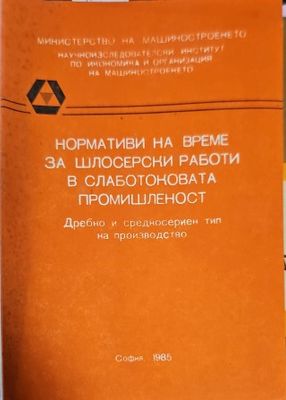 МИНИСТЕРСТВО НА МАШИНОСТРОЕНЕТО
НАУЧНОИЗСЛЕДОВАТЕЛСКИ ИНСТИТУТ
ПО ИКОНОМИКА И ОРГАНИЗАЦИЯ
НА МАШИНОСТРОЕНЕТО
НОРМАТИВИ НА ВРЕМЕ
ЗА ШЛОСЕРСКИ РАБОТИ
В СЛАБОТОКОВАТА
ПРОМИШЛЕНОСТ
Дребно и средносериен тип
на производство
София, 1985